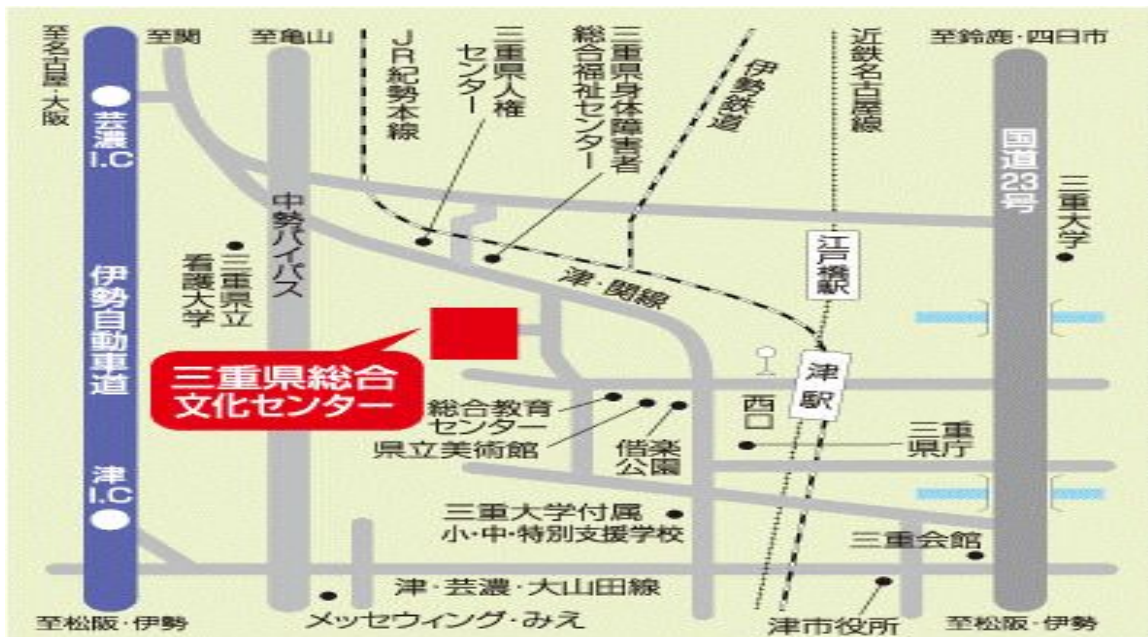 至名古屋・大阪
至関
至亀山
JR紀勢本線
三重県人権
センター
三重県身体障害者
総合福祉センター
伊勢鉄道
近鉄名古屋線
至鈴鹿・四日市
芸濃
I.C
中勢バイパス
国道23号
三重大学
三重県立
看護大学
江戸橋駅
伊勢自動車道
津・関線
三重県総合
文化センター
津駅
西口
総合教育
センター
県立美術館
偕楽
公園
三重
県庁
津
I.C
三重大学付属
小・中・特別支援学校
三重会館
津・芸濃・大山田線
至松阪・伊勢
メッセウィング・みえ
津市役所
至松阪・伊勢